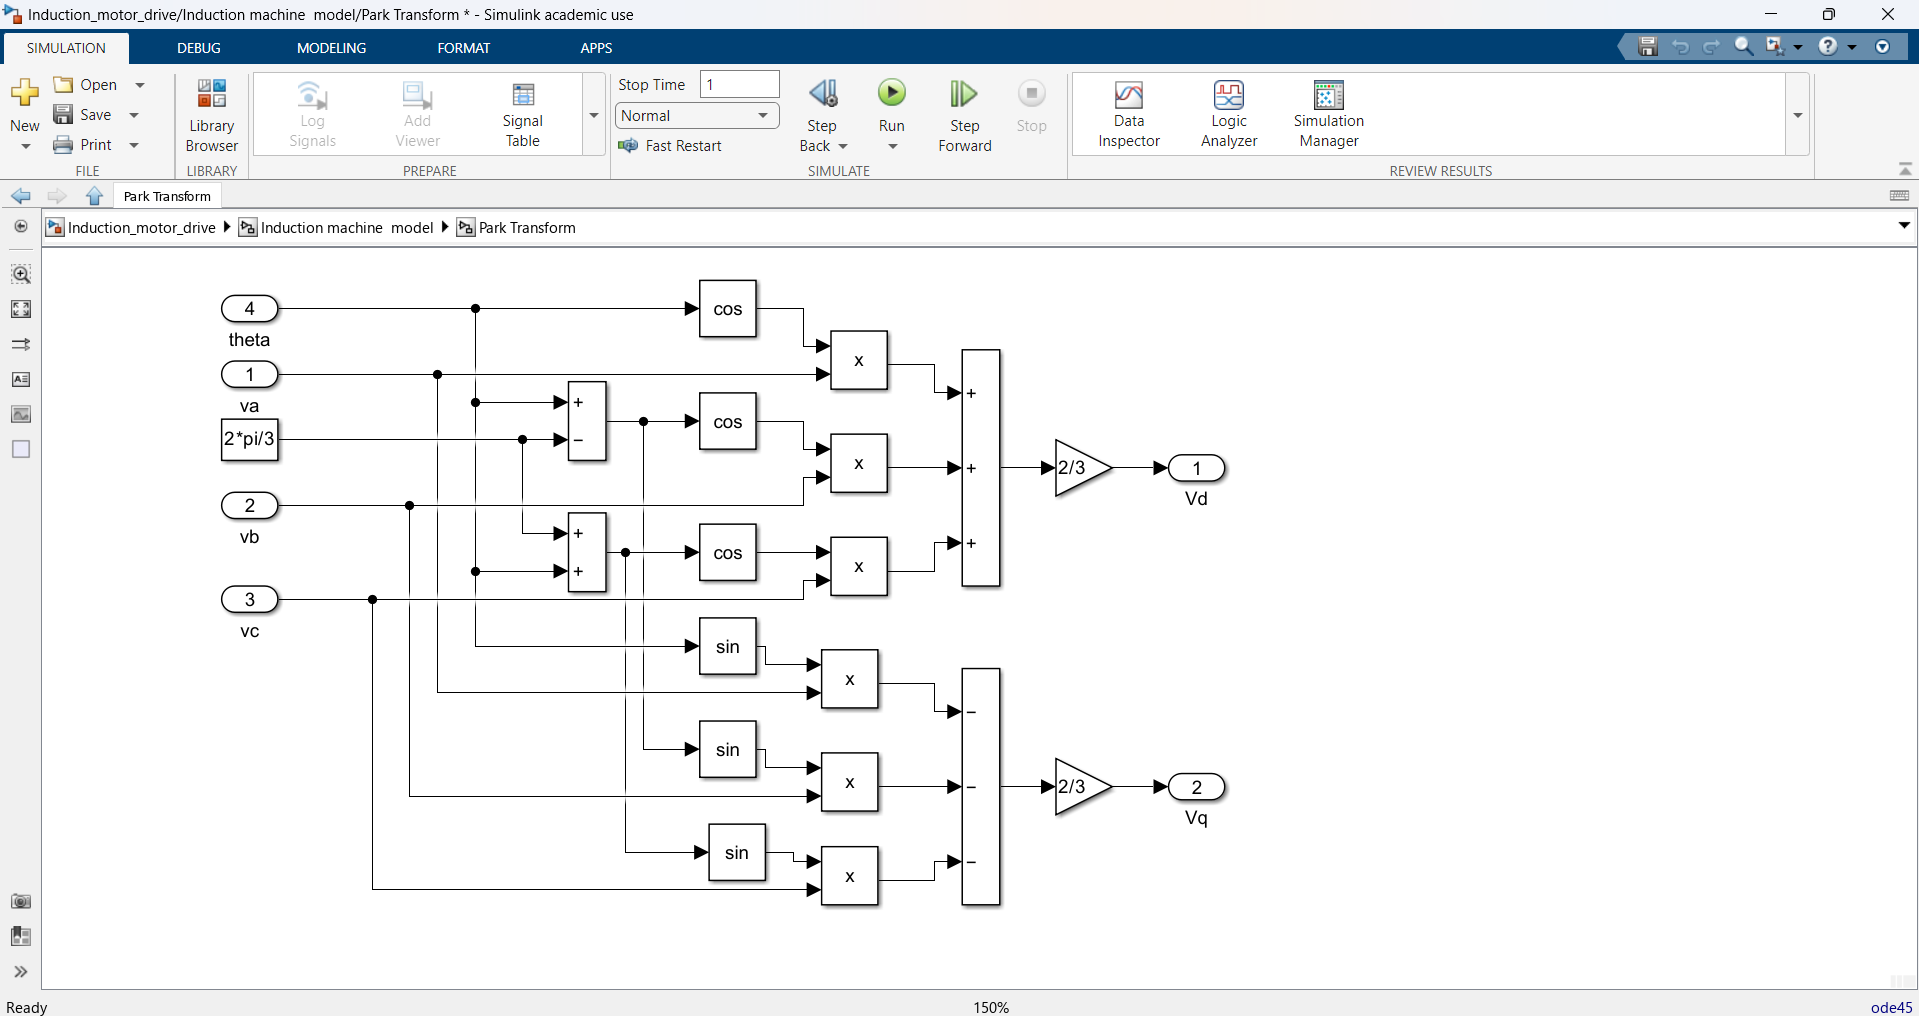 Induction_motor_drive/Induction machine  model/Park Transform * - Simulink academic use
SIMULATION DEBUG MODELING FORMAT APPS
New
Open
Save
Print
FILE
Library
Browser
LIBRARY
Log
Signals
Add
Viewer
Signal
Table
PREPARE
Stop Time 1
Normal
Fast Restart
Step
Back
Run
Step
Forward
Stop
SIMULATE
Data
Inspector
Logic
Analyzer
Simulation
Manager
REVIEW RESULTS
Park Transform
Induction_motor_drive Induction machine  model Park Transform
4
theta
1
va
2*pi/3
2
vb
3
vc
+
−
+
+
cos
cos
cos
sin
sin
sin
x
x
x
x
x
x
+
+
+
−
−
−
2/3
1
Vd
2/3
2
Vq
Ready 150% ode45